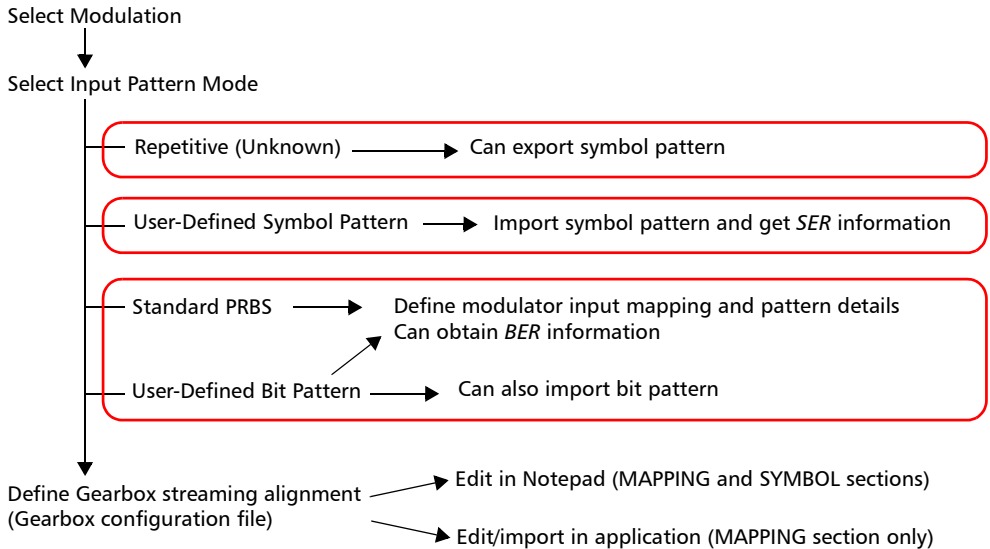 Select Modulation
Select Input Pattern Mode
Repetitive (Unknown)
Can export symbol pattern
User-Defined Symbol Pattern
Import symbol pattern and get SER information
Standard PRBS
Define modulator input mapping and pattern details
Can obtain BER information
User-Defined Bit Pattern
Can also import bit pattern
Define Gearbox streaming alignment
(Gearbox configuration file)
Edit in Notepad (MAPPING and SYMBOL sections)
Edit/import in application (MAPPING section only)